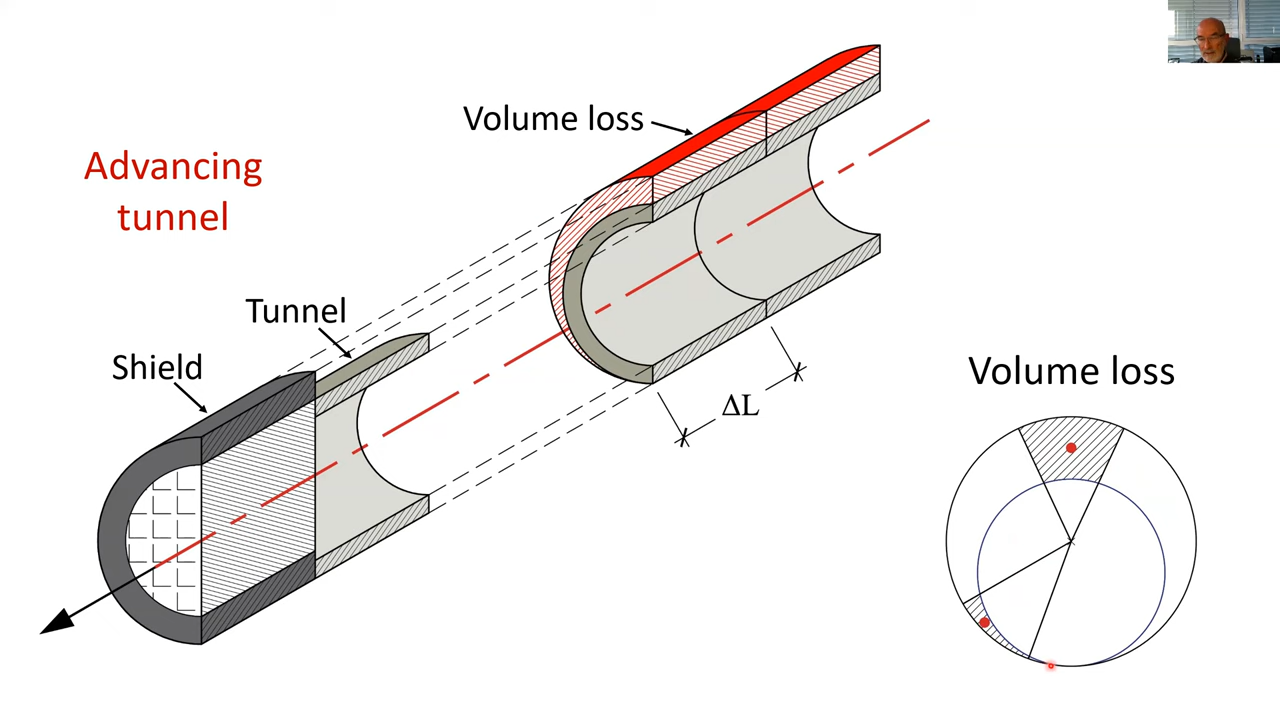 Advancing
tunnel
Volume loss
Tunnel
Shield
ΔL
Volume loss